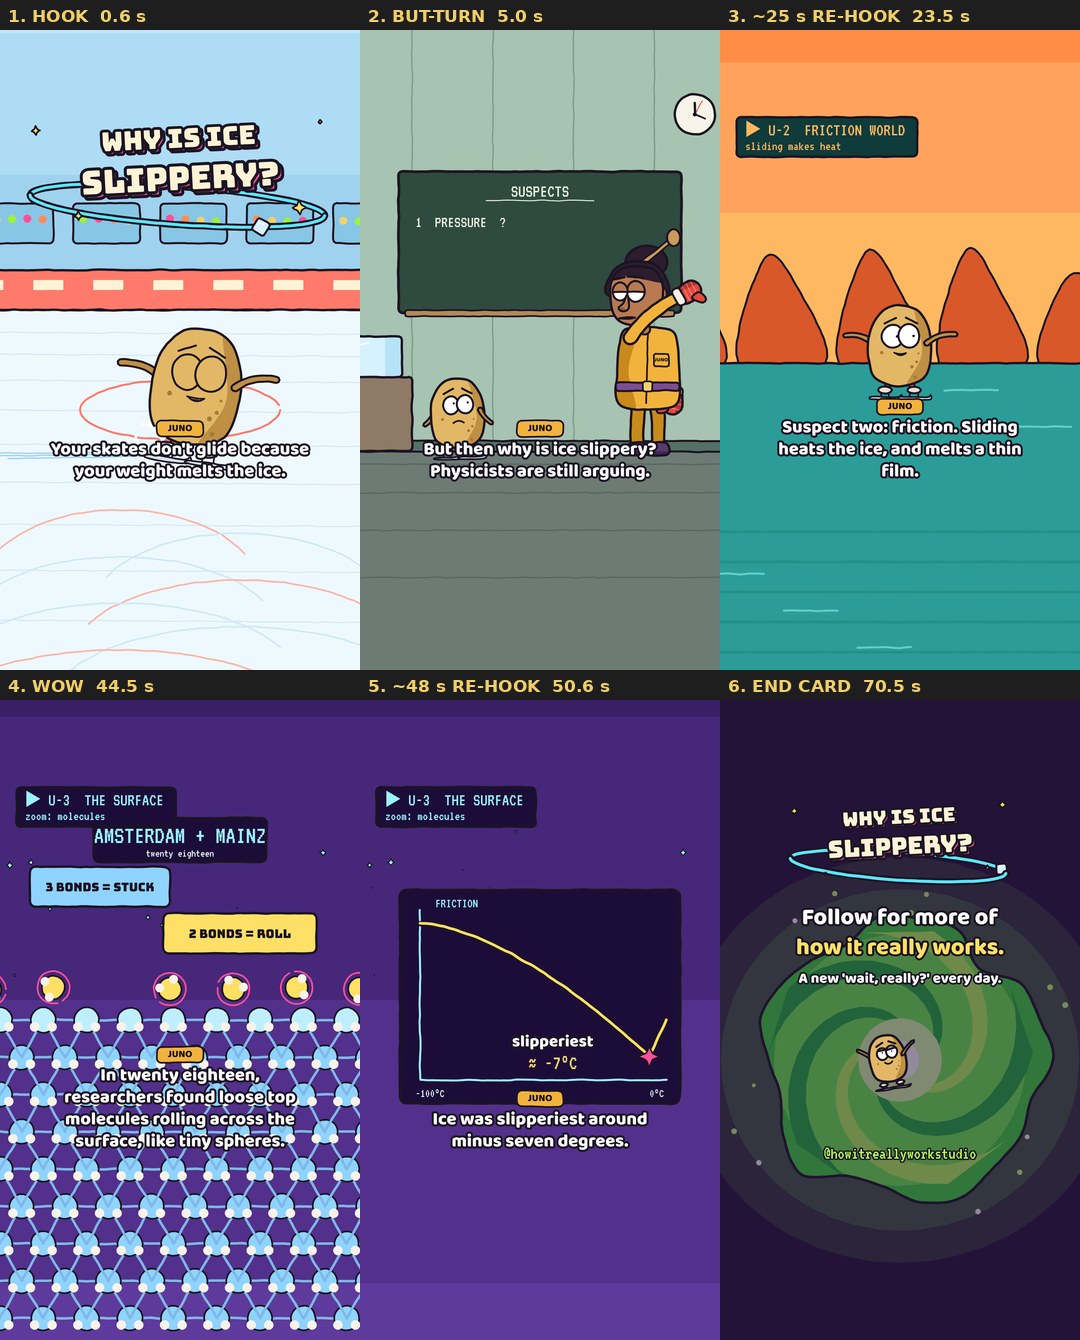 1. HOOK 0.6 s
WHY IS ICE
SLIPPERY?
JUNO
Your skates don't glide because
your weight melts the ice.
2. BUT-TURN 5.0 s
SUSPECTS
1 PRESSURE ?
JUNO
JUNO
But then why is ice slippery?
Physicists are still arguing.
3. ~25 s RE-HOOK 23.5 s
U-2 FRICTION WORLD
sliding makes heat
JUNO
Suspect two: friction. Sliding
heats the ice, and melts a thin
film.
4. WOW 44.5 s
U-3 THE SURFACE
zoom: molecules
AMSTERDAM + MAINZ
twenty eighteen
3 BONDS = STUCK
2 BONDS = ROLL
JUNO
In twenty eighteen,
researchers found loose top
molecules rolling across the
surface, like tiny spheres.
5. ~48 s RE-HOOK 50.6 s
U-3 THE SURFACE
zoom: molecules
FRICTION
slipperiest
≈ -7°C
-100°C
0°C
JUNO
Ice was slipperiest around
minus seven degrees.
6. END CARD 70.5 s
WHY IS ICE
SLIPPERY?
Follow for more of
how it really works.
A new 'wait, really?' every day.
@howitreallyworkstudio